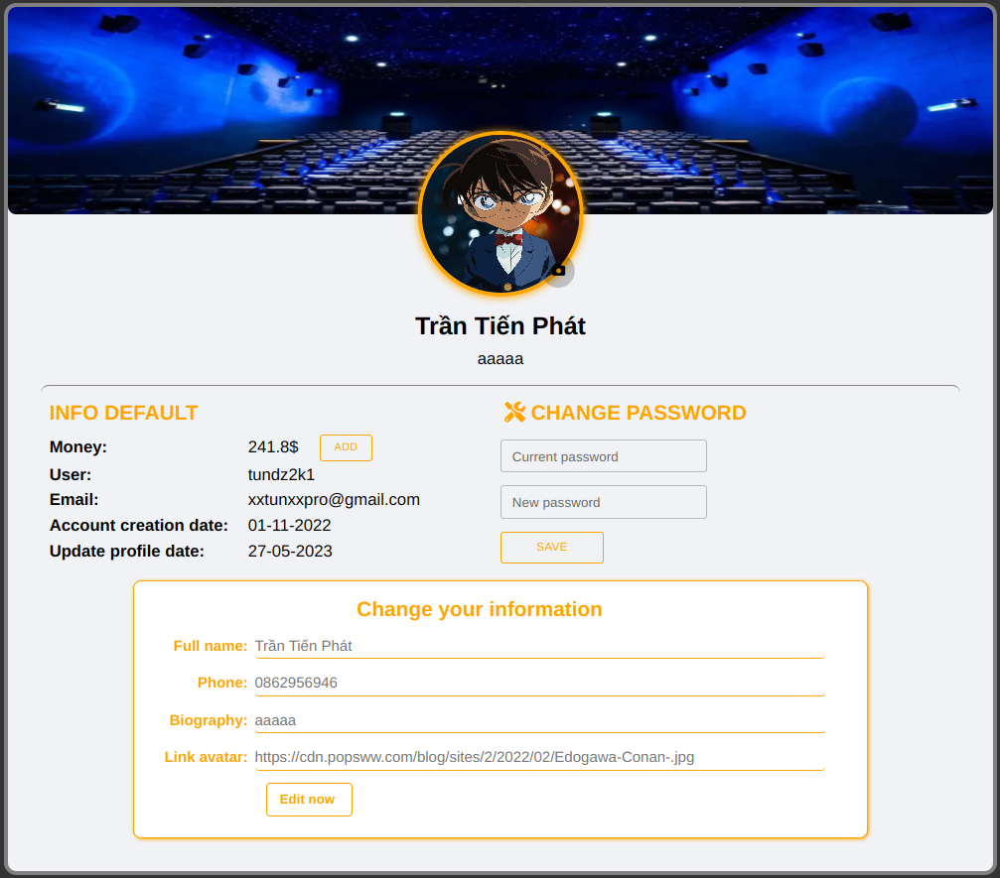 Trần Tiến Phát
aaaaa
INFO DEFAULT
Money: 241.8$ ADD
User: tundz2k1
Email: xxtunxxpro@gmail.com
Account creation date: 01-11-2022
Update profile date: 27-05-2023
CHANGE PASSWORD
Current password
New password
SAVE
Change your information
Full name: Trần Tiến Phát
Phone: 0862956946
Biography: aaaaa
Link avatar: https://cdn.popsww.com/blog/sites/2/2022/02/Edogawa-Conan-.jpg
Edit now